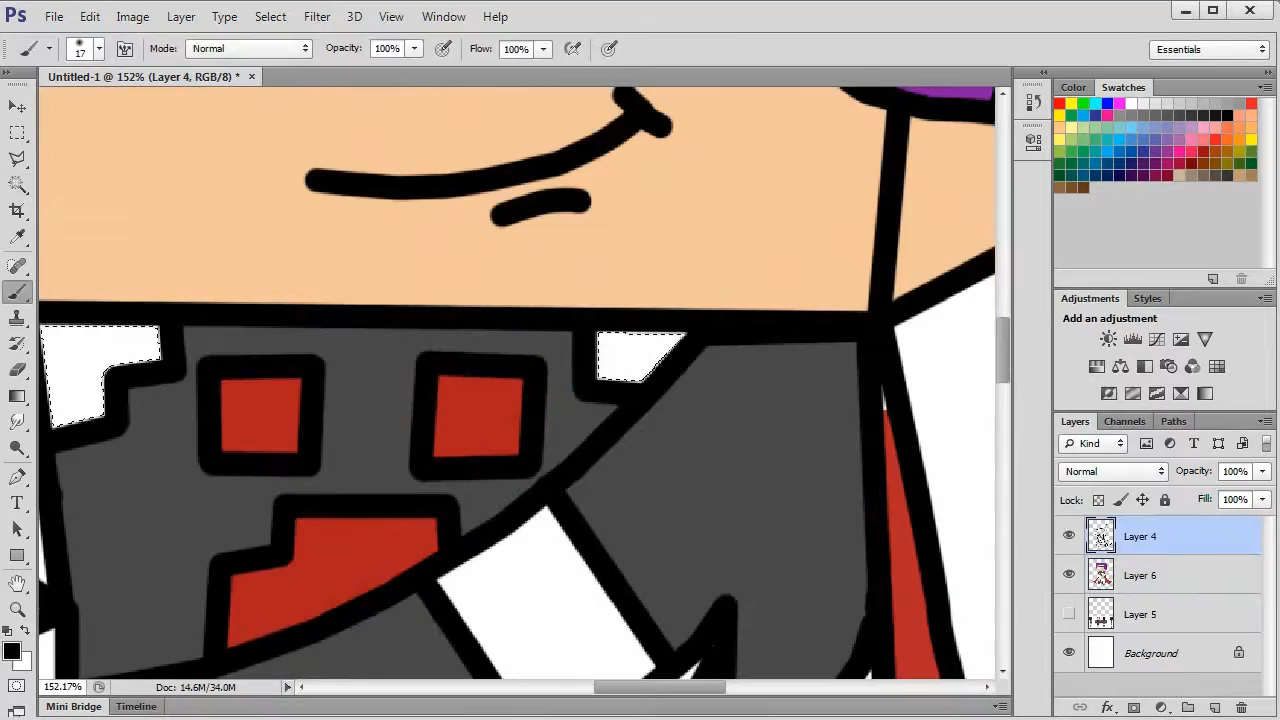 Ps File Edit Image Layer Type Select Filter 3D View Window Help
17 Mode: Normal Opacity: 100% Flow: 100% Essentials
Untitled-1 @ 152% (Layer 4, RGB/8) * ×
Color Swatches
Adjustments Styles
Add an adjustment
Layers Channels Paths
Kind
Normal Opacity: 100%
Lock: Fill: 100%
Layer 4
Layer 6
Layer 5
Background
152.17% Doc: 14.6M/34.0M
Mini Bridge Timeline